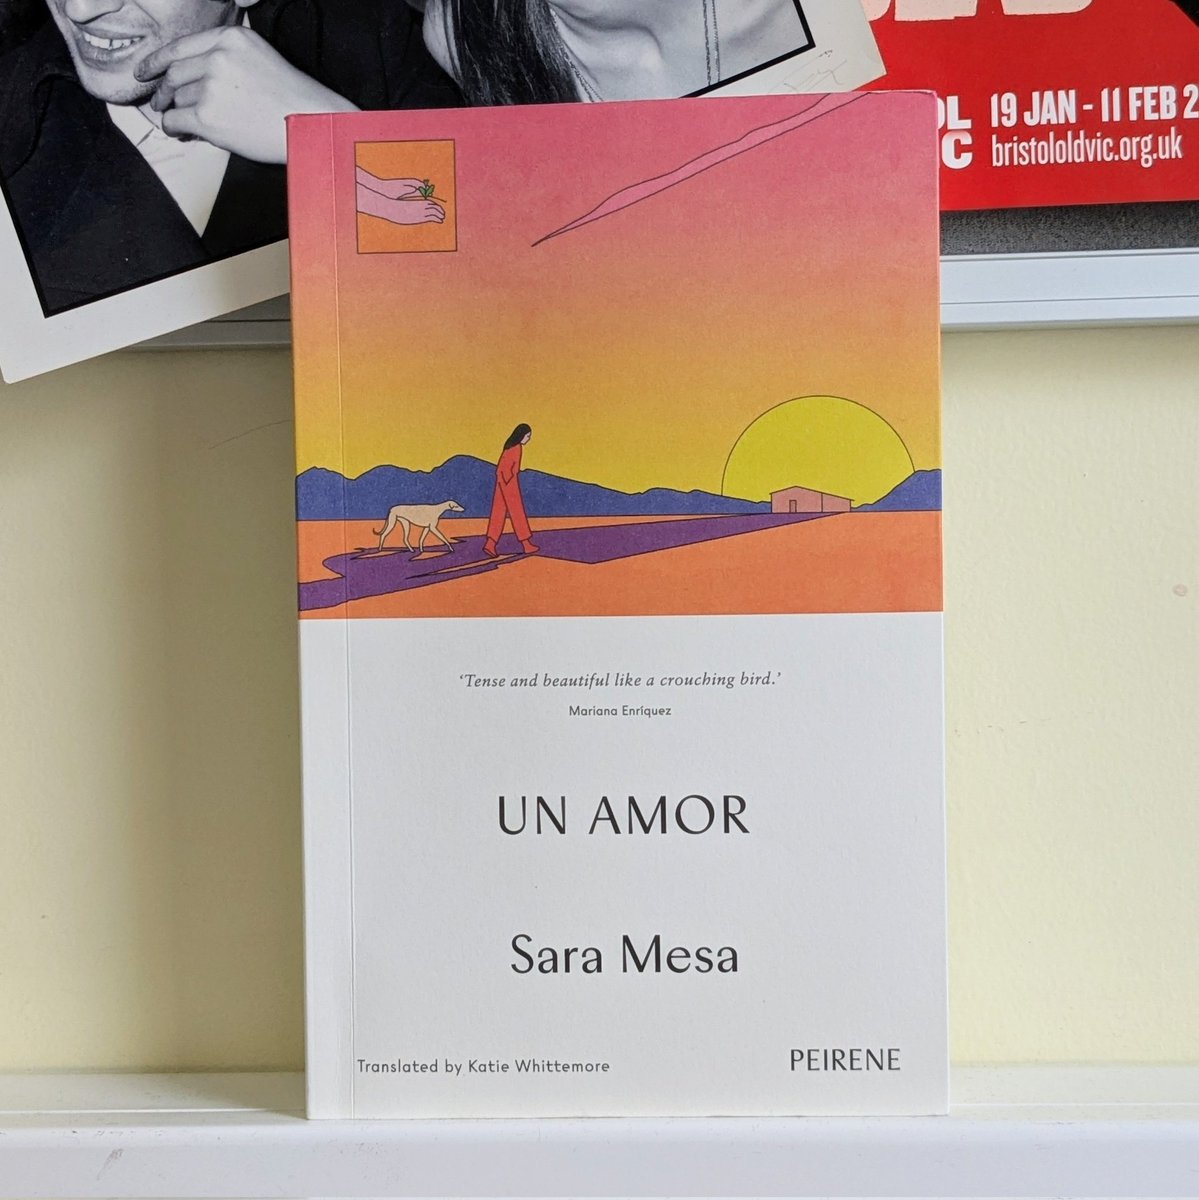 19 JAN - 11 FEB 2
bristololdvic.org.uk
‘Tense and beautiful like a crouching bird.’
Mariana Enríquez
UN AMOR
Sara Mesa
Translated by Katie Whittemore
PEIRENE